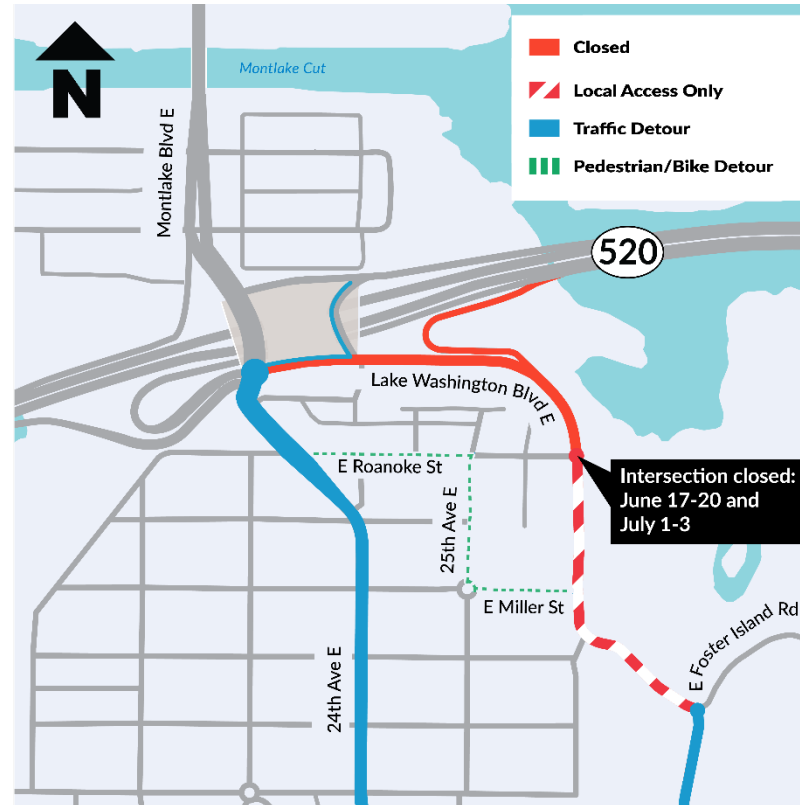 N
Montlake Cut
Closed
Local Access Only
Traffic Detour
Pedestrian/Bike Detour
Montlake Blvd E
520
Lake Washington Blvd E
E Roanoke St
Intersection closed:
June 17-20 and
July 1-3
25th Ave E
E Miller St
E Foster Island Rd
24th Ave E